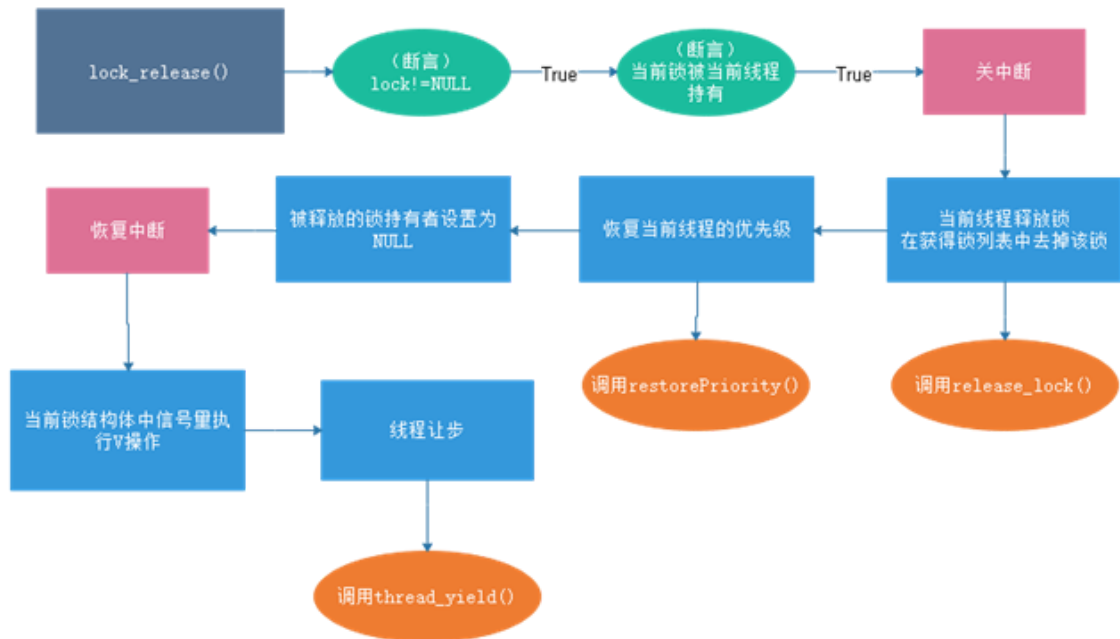 lock_release()
（断言）
lock!=NULL
True
（断言）
当前锁被当前线程
持有
True
关中断
当前线程释放锁
在获得锁列表中去掉该锁
调用release_lock()
恢复当前线程的优先级
调用restorePriority()
被释放的锁持有者设置为
NULL
恢复中断
当前锁结构体中信号量执
行V操作
线程让步
调用thread_yield()